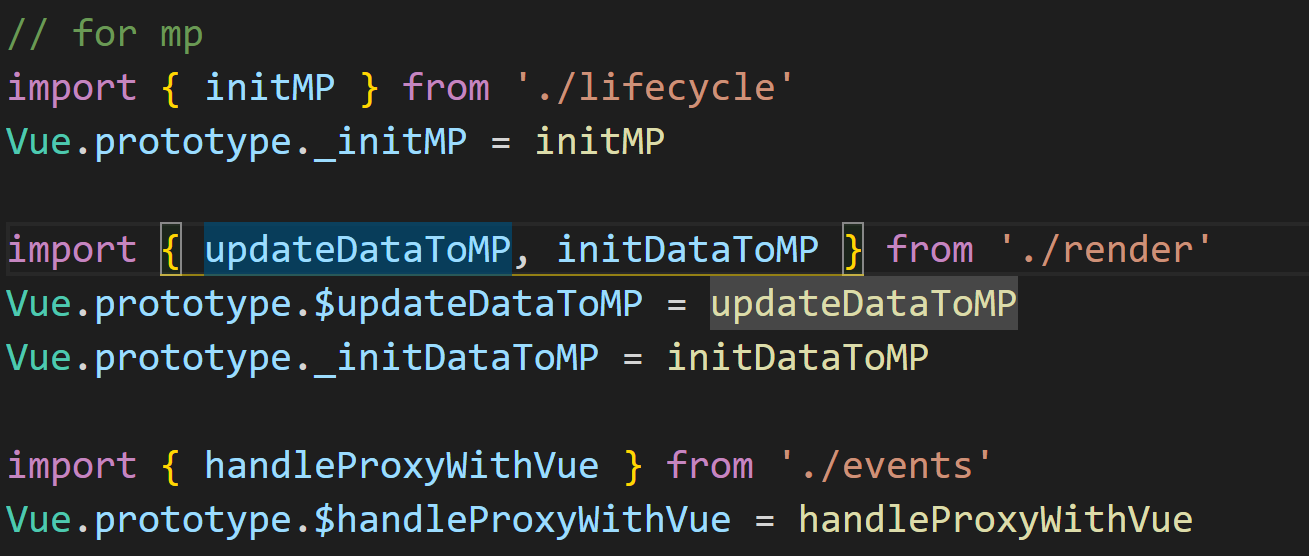 // for mp
import { initMP } from './lifecycle'
Vue.prototype._initMP = initMP
import { updateDataToMP, initDataToMP } from './render'
Vue.prototype.$updateDataToMP = updateDataToMP
Vue.prototype._initDataToMP = initDataToMP
import { handleProxyWithVue } from './events'
Vue.prototype.$handleProxyWithVue = handleProxyWithVue